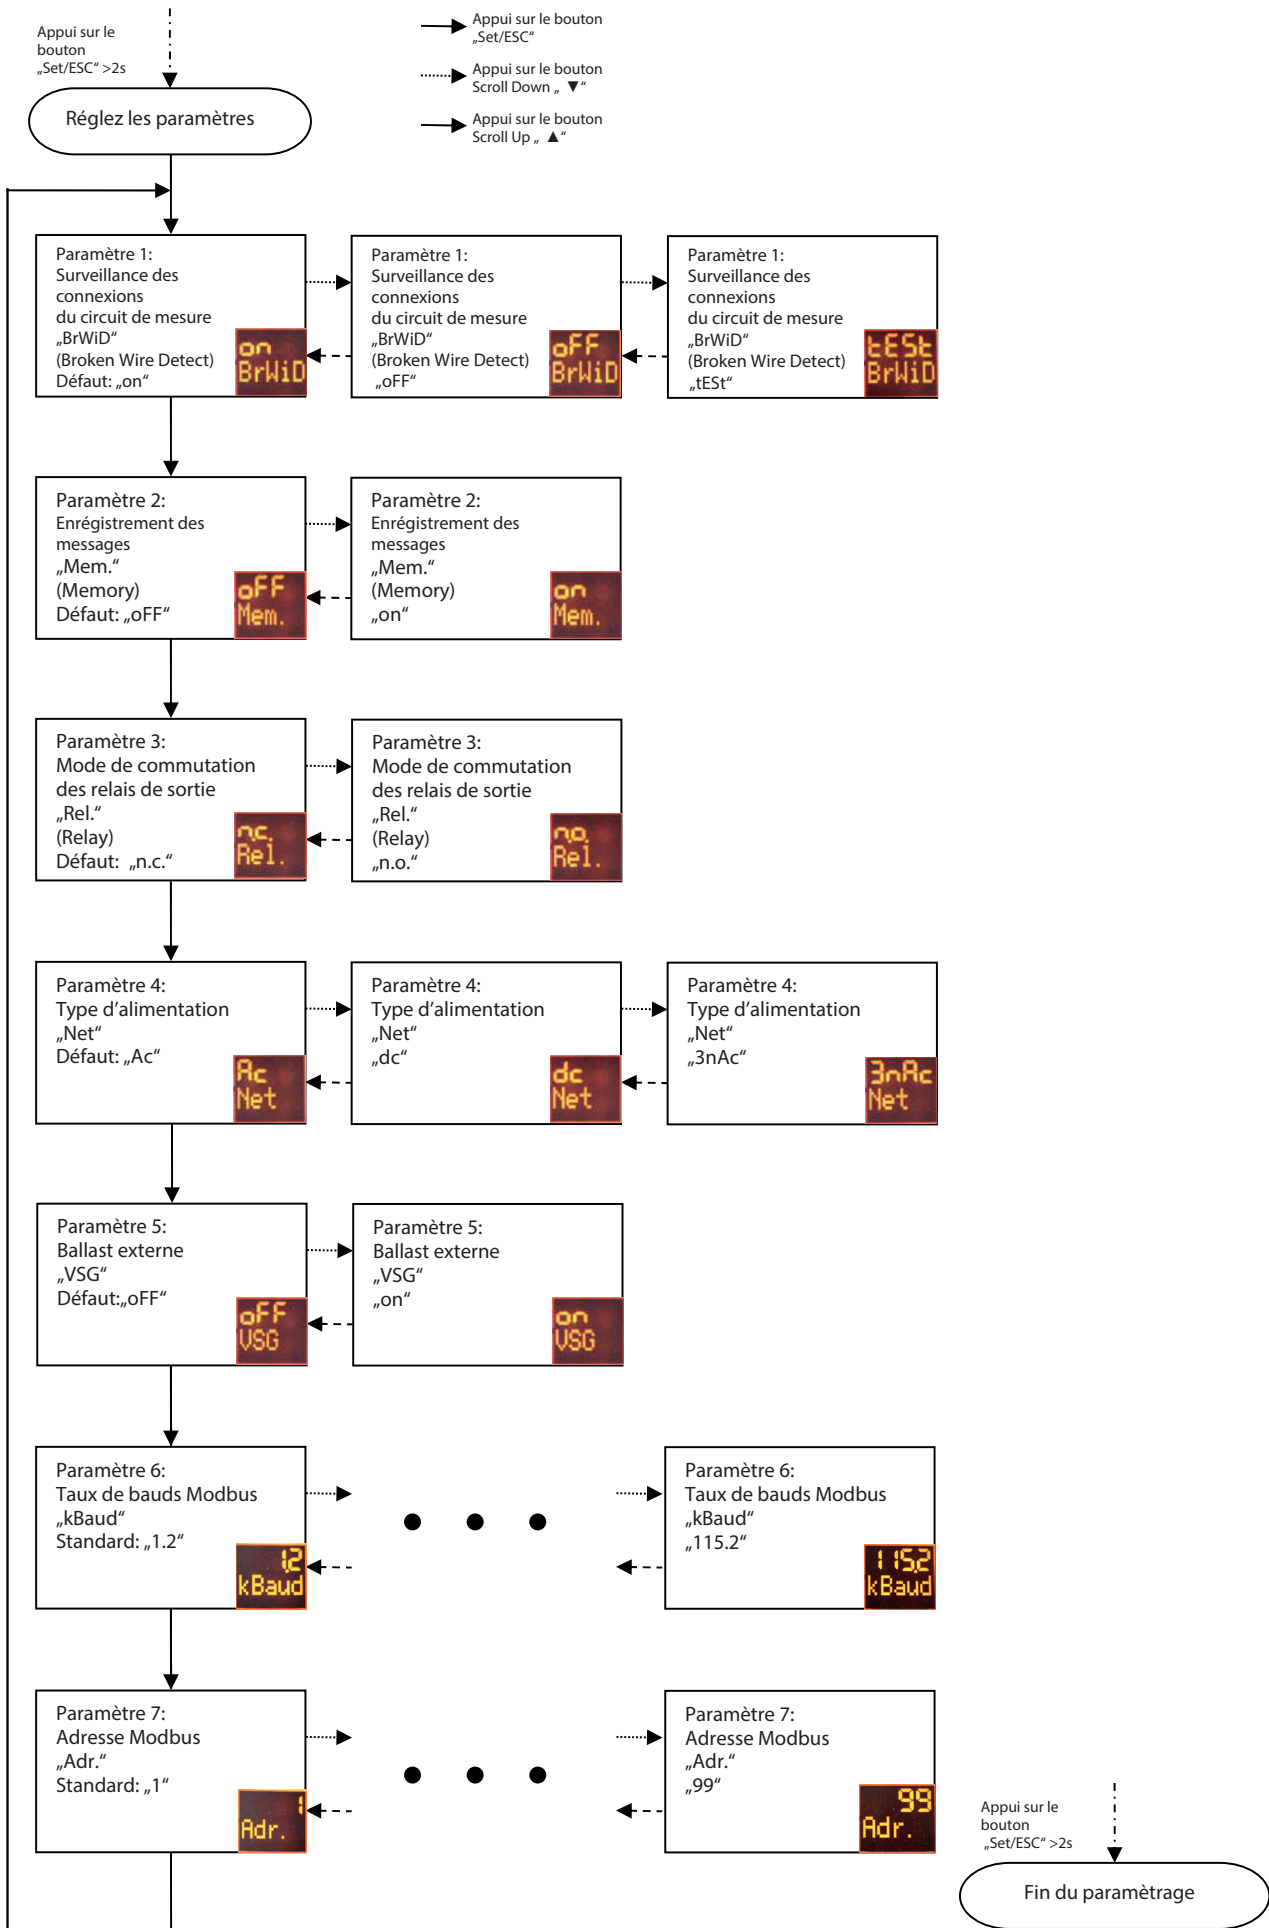 Appui sur le
bouton
„Set/ESC“ >2s
Appui sur le bouton
„Set/ESC“
Appui sur le bouton
Scroll Down „ ▼“
Appui sur le bouton
Scroll Up „ ▲“
Réglez les paramètres
Paramètre 1:
Surveillance des
connexions
du circuit de mesure
„BrWiD“
(Broken Wire Detect)
Défaut: „on“
on
BrWiD
Paramètre 1:
Surveillance des
connexions
du circuit de mesure
„BrWiD“
(Broken Wire Detect)
„oFF“
oFF
BrWiD
Paramètre 1:
Surveillance des
connexions
du circuit de mesure
„BrWiD“
(Broken Wire Detect)
„tESt“
tESt
BrWiD
Paramètre 2:
Enrégistrement des
messages
„Mem.“
(Memory)
Défaut: „oFF“
oFF
Mem.
Paramètre 2:
Enrégistrement des
messages
„Mem.“
(Memory)
„on“
on
Mem.
Paramètre 3:
Mode de commutation
des relais de sortie
„Rel.“
(Relay)
Défaut: „n.c.“
n.c.
Rel.
Paramètre 3:
Mode de commutation
des relais de sortie
„Rel.“
(Relay)
„n.o.“
n.o.
Rel.
Paramètre 4:
Type d'alimentation
„Net“
Défaut: „Ac“
Ac
Net
Paramètre 4:
Type d'alimentation
„Net“
„dc“
dc
Net
Paramètre 4:
Type d'alimentation
„Net“
„3nAc“
3nAc
Net
Paramètre 5:
Ballast externe
„VSG“
Défaut:„oFF“
oFF
VSG
Paramètre 5:
Ballast externe
„VSG“
„on“
on
VSG
Paramètre 6:
Taux de bauds Modbus
„kBaud“
Standard: „1.2“
1.2
kBaud
Paramètre 6:
Taux de bauds Modbus
„kBaud“
„115.2“
115.2
kBaud
Paramètre 7:
Adresse Modbus
„Adr.“
Standard: „1“
1
Adr.
Paramètre 7:
Adresse Modbus
„Adr.“
„99“
99
Adr.
Appui sur le
bouton
„Set/ESC“ >2s
Fin du paramètrage